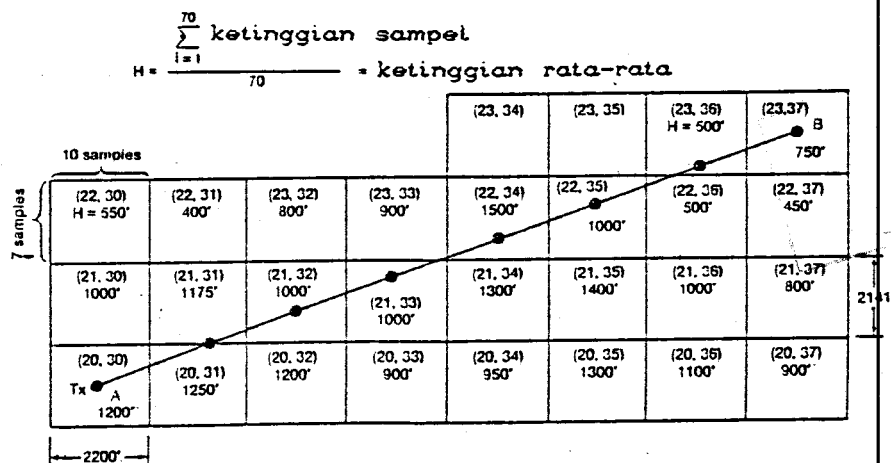 70
∑ ketinggian sampel
i = 1
H = = ketinggian rata-rata
70
(23, 34) (23, 35) (23, 36) (23,37)
H = 500' B
750'
10 samples
7 samples
(22, 30) (22, 31) (23, 32) (23, 33) (22, 34) (22, 35) (22, 36) (22, 37)
H = 550' 400' 800' 900' 1500' 1000' 500' 450'
(21, 30) (21, 31) (21, 32) (21, 33) (21, 34) (21, 35) (21, 36) (21, 37)
1000' 1175' 1000' 1000' 1300' 1400' 1000' 800'
2141
(20, 30) (20, 31) (20, 32) (20, 33) (20, 34) (20, 35) (20, 36) (20, 37)
Tx A
1200' 1250' 1200' 900' 950' 1300' 1100' 900'
2200'